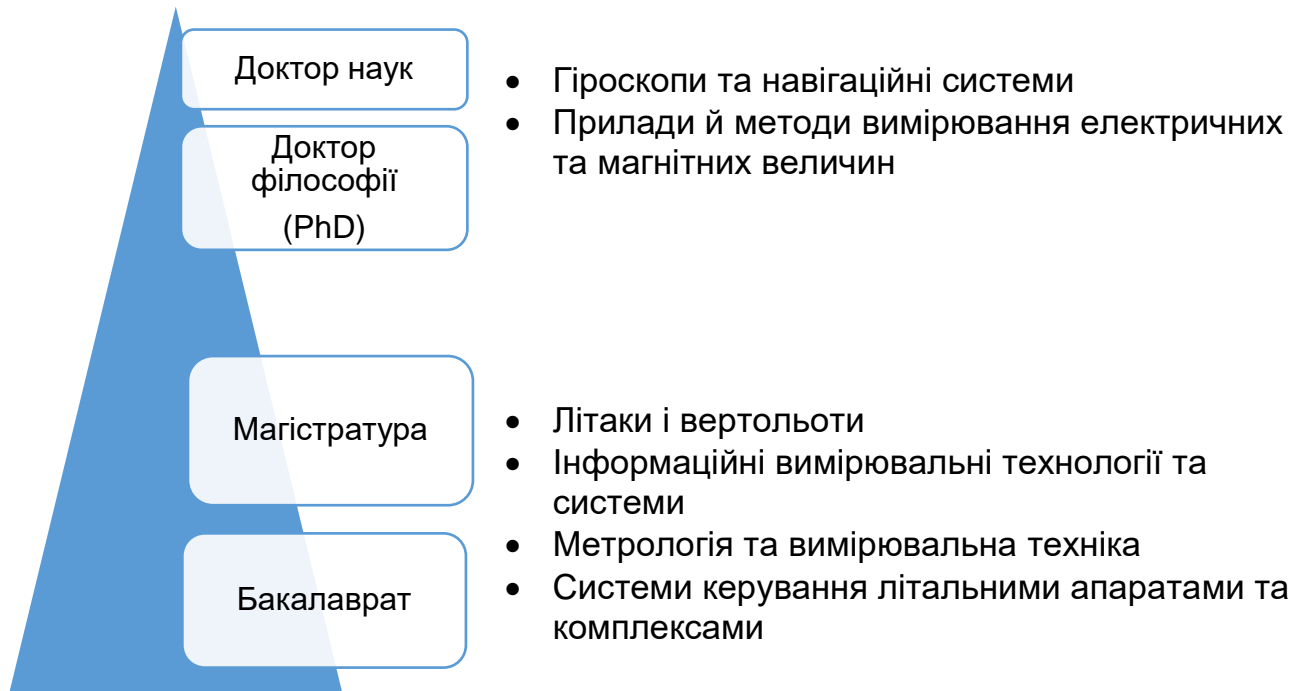 Доктор наук
Доктор
філософії
(PhD)
• Гіроскопи та навігаційні системи
• Прилади й методи вимірювання електричних
та магнітних величин
Магістратура
Бакалаврат
• Літаки і вертольоти
• Інформаційні вимірювальні технології та
системи
• Метрологія та вимірювальна техніка
• Системи керування літальними апаратами та
комплексами